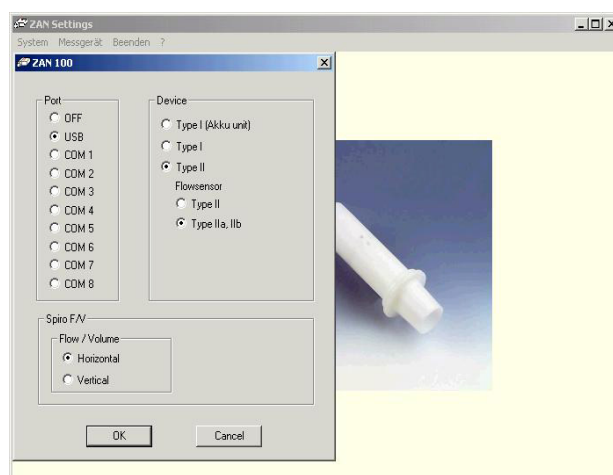 ZAN Settings
System Messgerät Beenden ?
ZAN 100
Port
OFF
USB
COM 1
COM 2
COM 3
COM 4
COM 5
COM 6
COM 7
COM 8
Device
Type I (Akku unit)
Type I
Type II
Flowsensor
Type II
Type IIa, IIb
Spiro F/V
Flow / Volume
Horizontal
Vertical
OK
Cancel